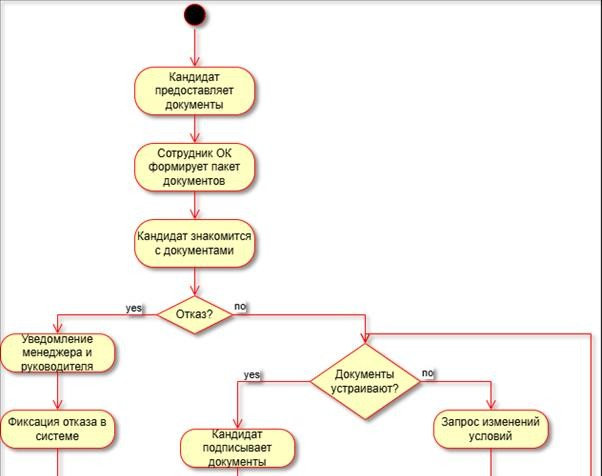 Кандидат
предоставляет
документы
Сотрудник ОК
формирует пакет
документов
Кандидат знакомится
с документами
Отказ?
yes
no
Уведомление
менеджера и
руководителя
Документы
устраивают?
yes
no
Фиксация отказа в
системе
Кандидат
подписывает
документы
Запрос изменений
условий